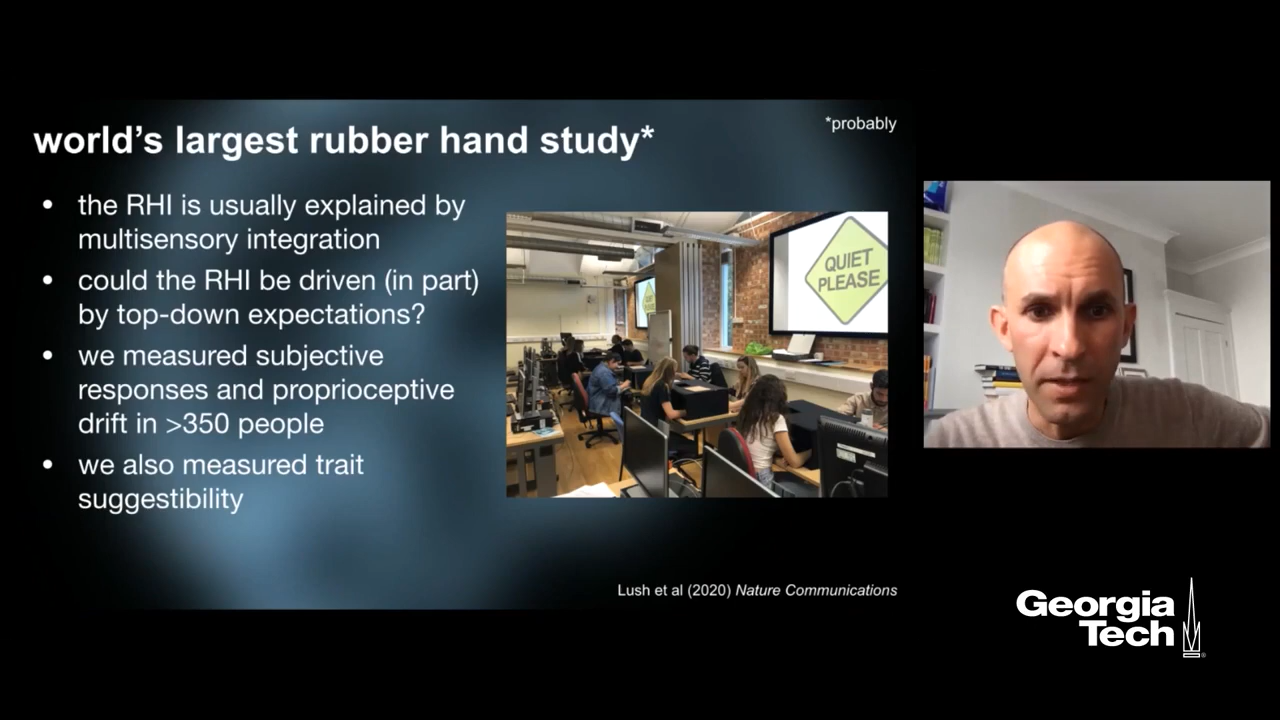 world's largest rubber hand study*
*probably
• the RHI is usually explained by
multisensory integration
• could the RHI be driven (in part)
by top-down expectations?
• we measured subjective
responses and proprioceptive
drift in >350 people
• we also measured trait
suggestibility
QUIET
PLEASE
Lush et al (2020) Nature Communications
Georgia
Tech